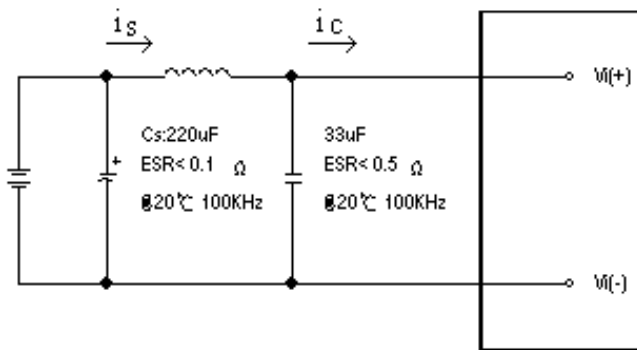 is
ic
Vi(+)
Cs:220uF
ESR<0.1 Ω
@20℃ 100KHz
33uF
ESR<0.5 Ω
@20℃ 100KHz
+
Vi(-)